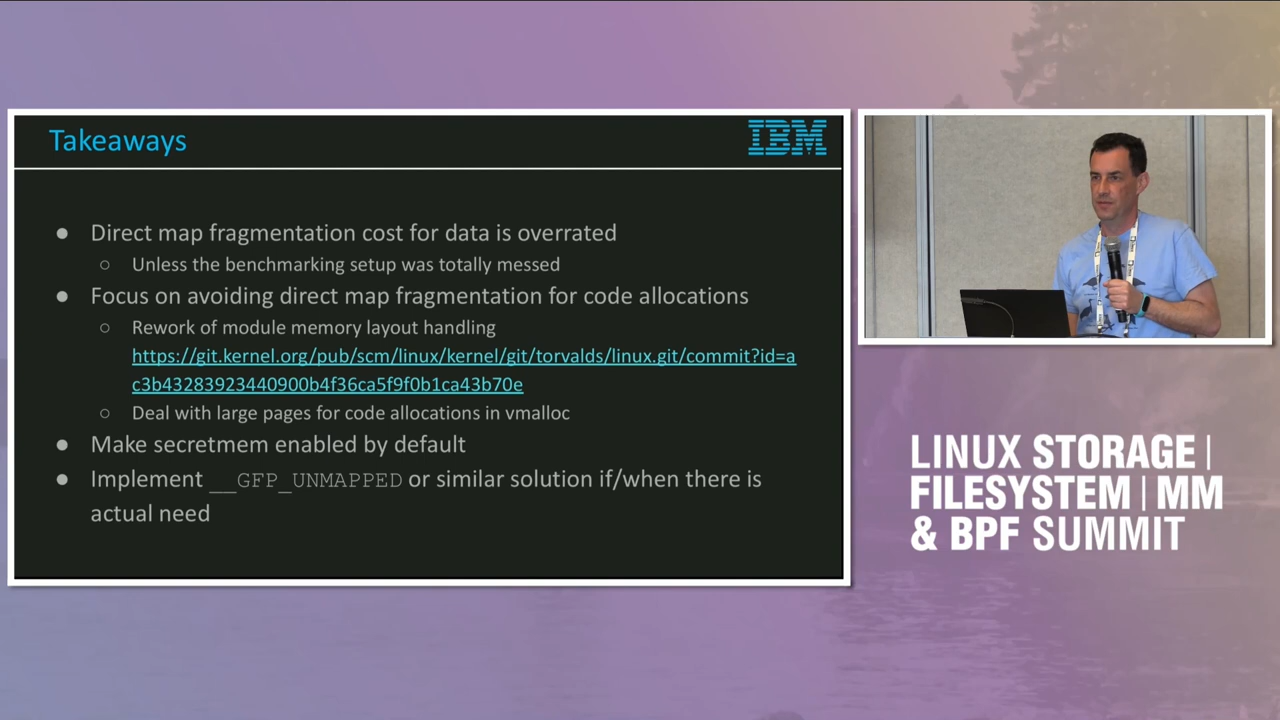 Takeaways
IBM
● Direct map fragmentation cost for data is overrated
○ Unless the benchmarking setup was totally messed
● Focus on avoiding direct map fragmentation for code allocations
○ Rework of module memory layout handling
https://git.kernel.org/pub/scm/linux/kernel/git/torvalds/linux.git/commit?id=a
c3b43283923440900b4f36ca5f9f0b1ca43b70e
○ Deal with large pages for code allocations in vmalloc
● Make secretmem enabled by default
● Implement __GFP_UNMAPPED or similar solution if/when there is
actual need
LINUX STORAGE |
FILESYSTEM | MM
& BPF SUMMIT